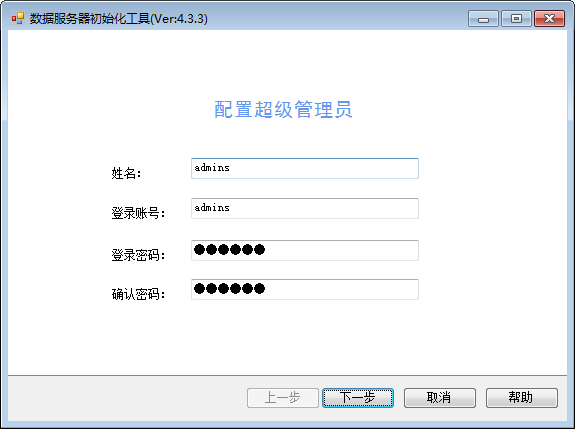 数据服务器初始化工具(Ver:4.3.3)
配置超级管理员
姓名: admins
登录账号: admins
登录密码: ●●●●●●
确认密码: ●●●●●●
上一步 下一步 取消 帮助